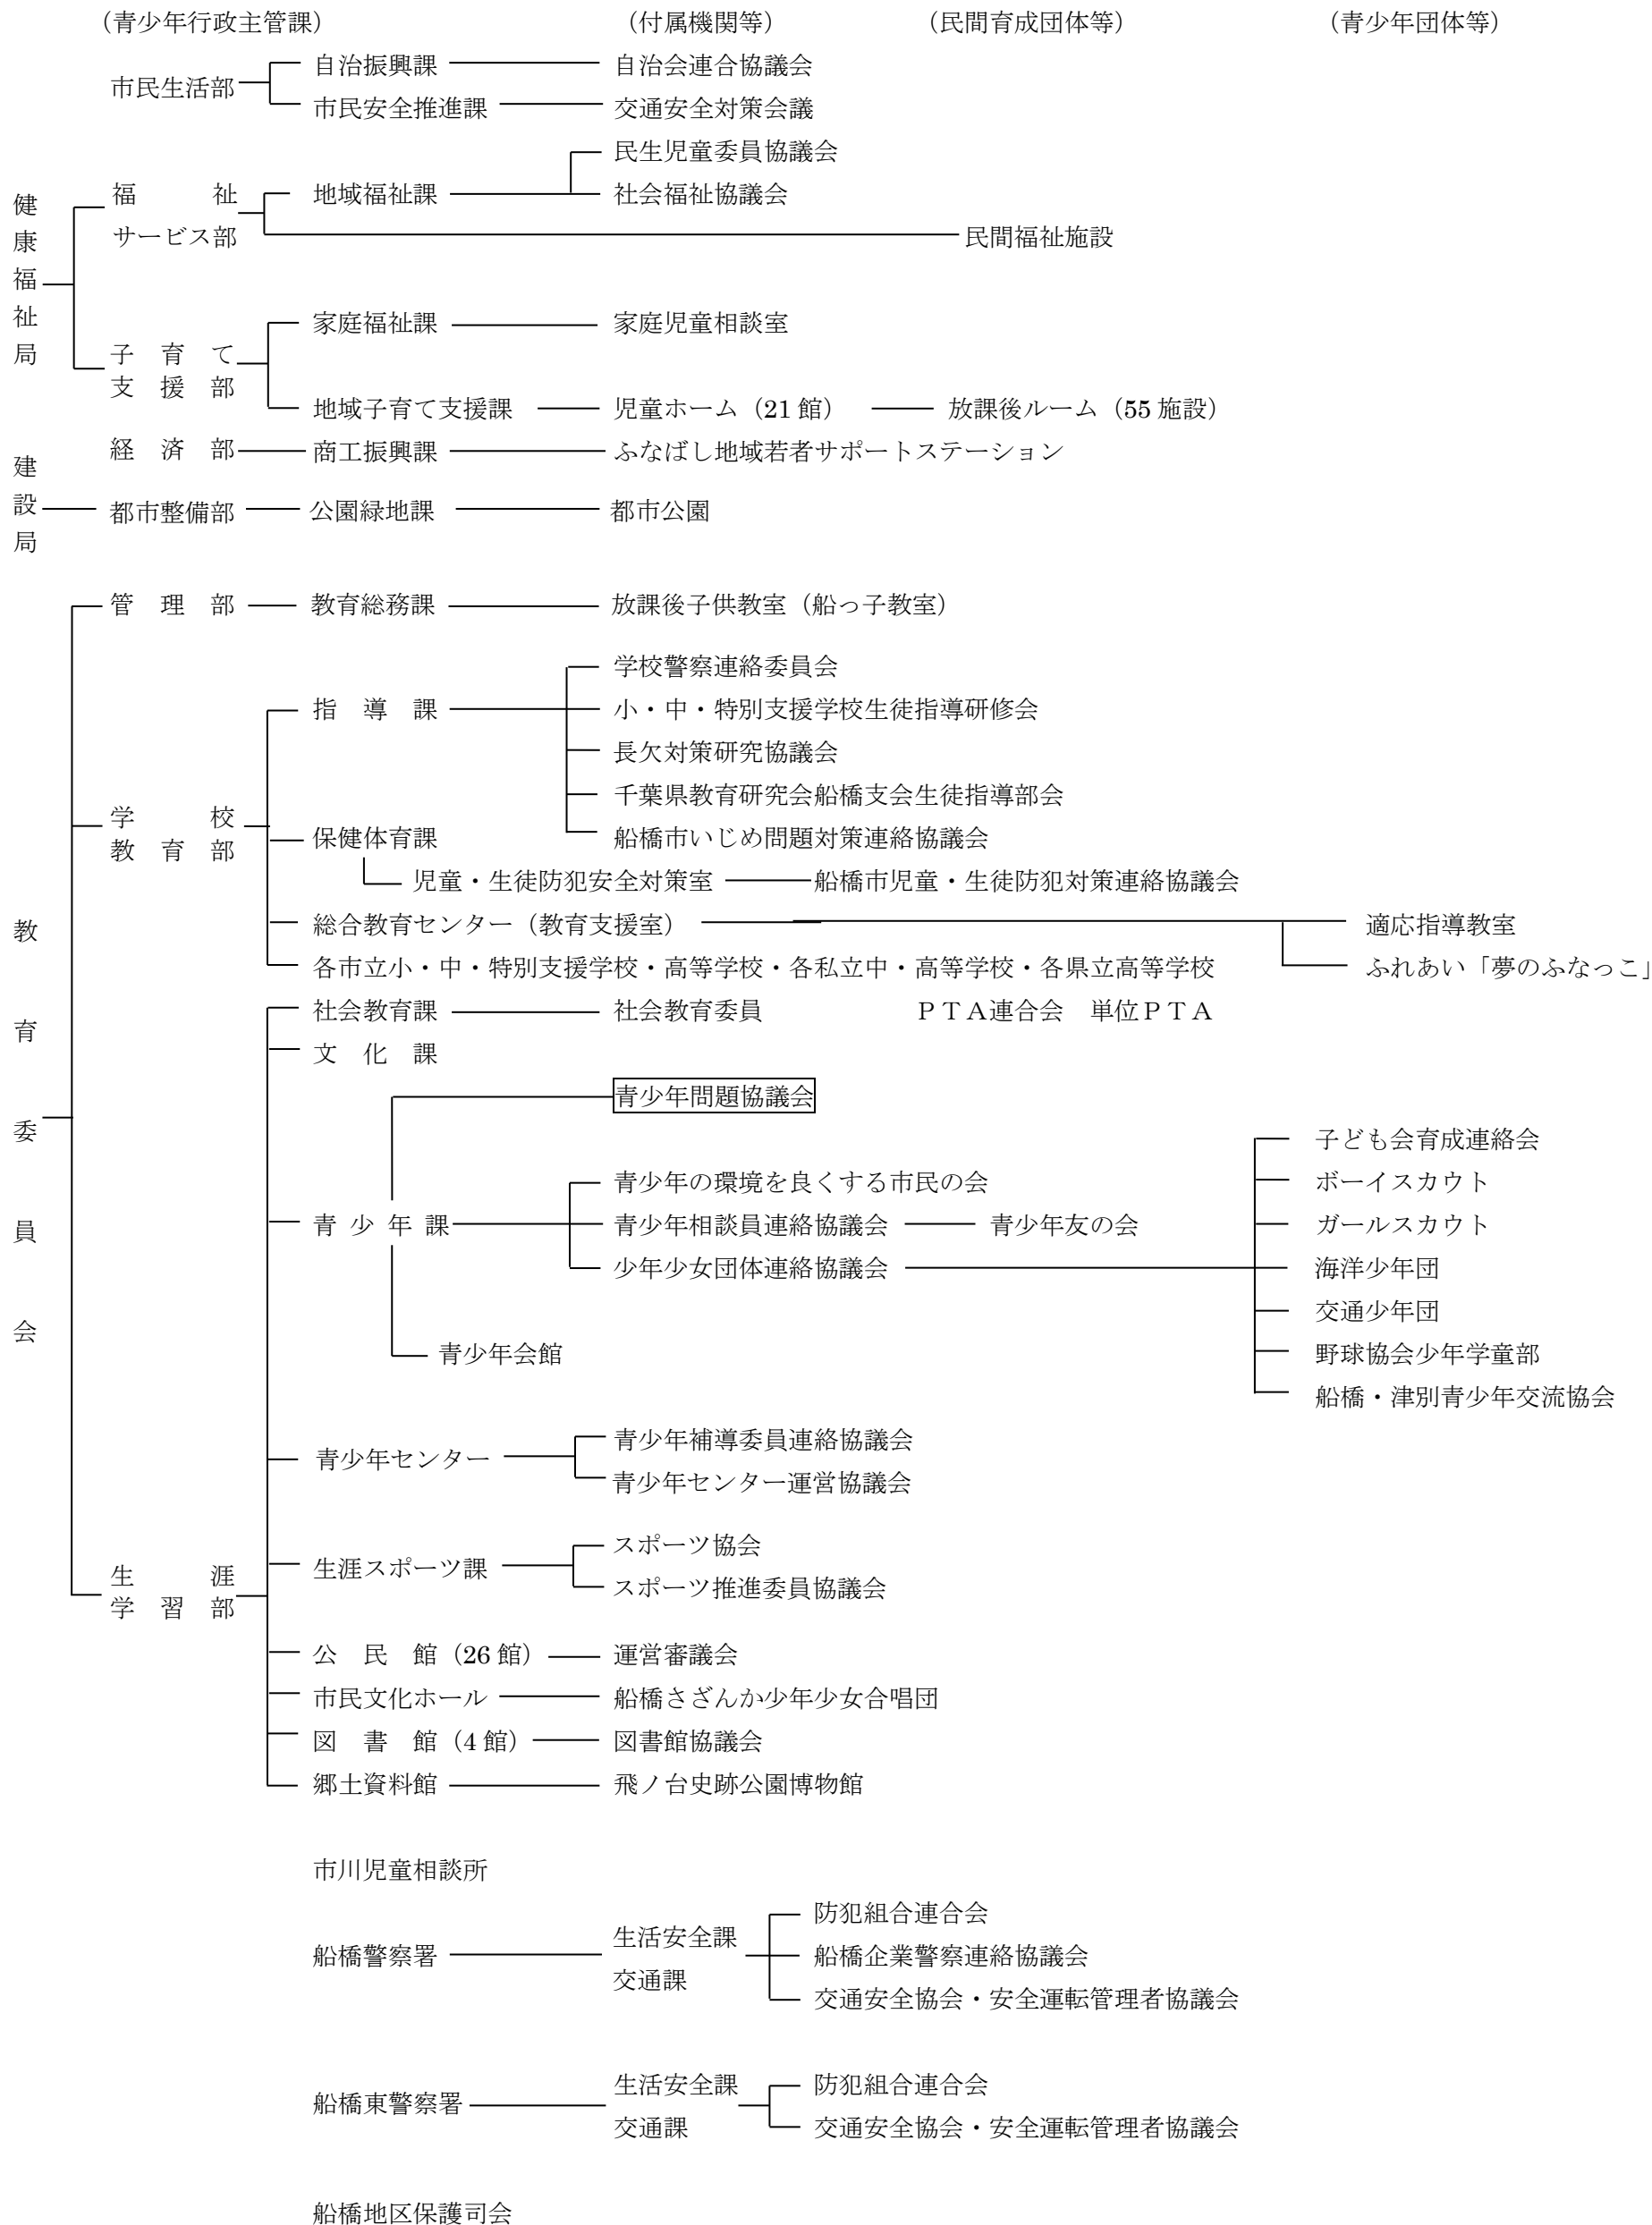 （青少年行政主管課） （付属機関等） （民間育成団体等） （青少年団体等）
市民生活部
自治振興課 自治会連合協議会
市民安全推進課 交通安全対策会議
健康福祉局
福祉サービス部
民生児童委員協議会
地域福祉課 社会福祉協議会
民間福祉施設
子育て支援部
家庭福祉課 家庭児童相談室
地域子育て支援課 児童ホーム（21館） 放課後ルーム（55施設）
経済部 商工振興課 ふなばし地域若者サポートステーション
建設局
都市整備部 公園緑地課 都市公園
教育委員会
管理部 教育総務課 放課後子供教室（船っ子教室）
学校教育部
学校警察連絡委員会
指導課 小・中・特別支援学校生徒指導研修会
長欠対策研究協議会
千葉県教育研究会船橋支会生徒指導部会
保健体育課 船橋市いじめ問題対策連絡協議会
児童・生徒防犯安全対策室 船橋市児童・生徒防犯対策連絡協議会
総合教育センター（教育支援室） 適応指導教室
各市立小・中・特別支援学校・高等学校・各私立中・高等学校・各県立高等学校 ふれあい「夢のふなっこ」
生涯学習部
社会教育課 社会教育委員 ＰＴＡ連合会 単位ＰＴＡ
文化課
青少年問題協議会
子ども会育成連絡会
青少年の環境を良くする市民の会 ボーイスカウト
青少年課 青少年相談員連絡協議会 青少年友の会 ガールスカウト
少年少女団体連絡協議会 海洋少年団
交通少年団
青少年会館 野球協会少年学童部
船橋・津別青少年交流協会
青少年センター
青少年補導委員連絡協議会
青少年センター運営協議会
生涯スポーツ課
スポーツ協会
スポーツ推進委員協議会
公民館（26館） 運営審議会
市民文化ホール 船橋さざんか少年少女合唱団
図書館（4館） 図書館協議会
郷土資料館 飛ノ台史跡公園博物館
市川児童相談所
船橋警察署
生活安全課
交通課
防犯組合連合会
船橋企業警察連絡協議会
交通安全協会・安全運転管理者協議会
船橋東警察署
生活安全課
交通課
防犯組合連合会
交通安全協会・安全運転管理者協議会
船橋地区保護司会